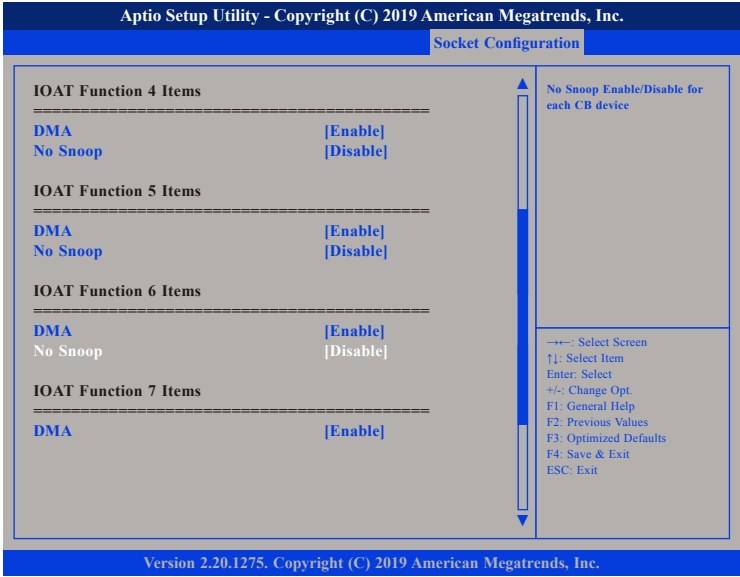 Aptio Setup Utility - Copyright (C) 2019 American Megatrends, Inc.
Socket Configuration
IOAT Function 4 Items
==========================================
DMA [Enable]
No Snoop [Disable]
IOAT Function 5 Items
==========================================
DMA [Enable]
No Snoop [Disable]
IOAT Function 6 Items
==========================================
DMA [Enable]
No Snoop [Disable]
IOAT Function 7 Items
==========================================
DMA [Enable]
No Snoop Enable/Disable for
each CB device
→←: Select Screen
↑↓: Select Item
Enter: Select
+/-: Change Opt.
F1: General Help
F2: Previous Values
F3: Optimized Defaults
F4: Save & Exit
ESC: Exit
Version 2.20.1275. Copyright (C) 2019 American Megatrends, Inc.